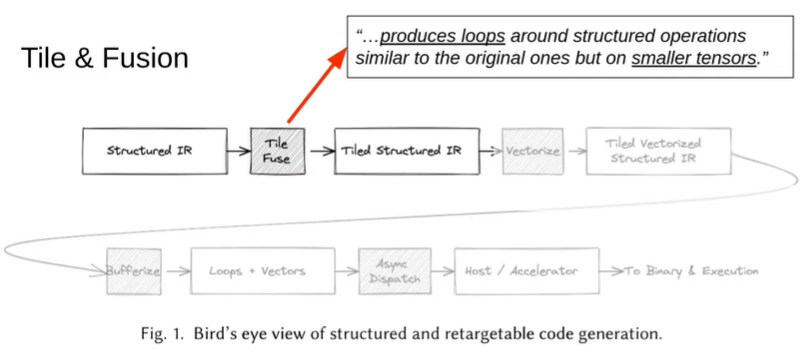 Tile & Fusion
“…produces loops around structured operations
similar to the original ones but on smaller tensors.”
Structured IR
Tile
Fuse
Tiled Structured IR
Vectorize
Tiled Vectorized
Structured IR
Bufferize
Loops + Vectors
Async
Dispatch
Host / Accelerator
To Binary & Execution
Fig. 1. Bird’s eye view of structured and retargetable code generation.